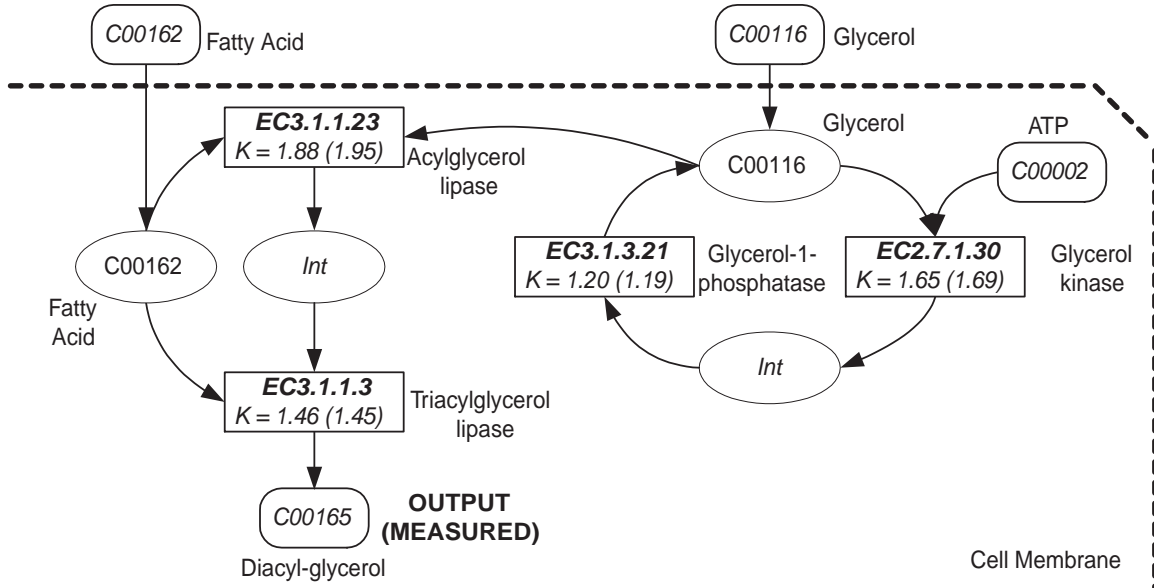 C00162
Fatty Acid
C00116
Glycerol
EC3.1.1.23
K = 1.88 (1.95)
Acylglycerol
lipase
Glycerol
C00116
ATP
C00002
C00162
Fatty
Acid
Int
EC3.1.3.21
K = 1.20 (1.19)
Glycerol-1-
phosphatase
EC2.7.1.30
K = 1.65 (1.69)
Glycerol
kinase
Int
EC3.1.1.3
K = 1.46 (1.45)
Triacylglycerol
lipase
C00165
OUTPUT
(MEASURED)
Diacyl-glycerol
Cell Membrane